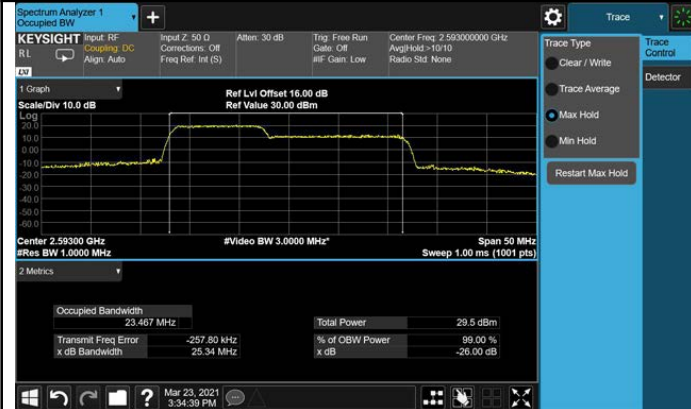 Spectrum Analyzer 1
Occupied BW
+
Trace
KEYSIGHT
RL
LXI
Input: RF
Coupling: DC
Align: Auto
Input Z: 50 Ω
Corrections: Off
Freq Ref: Int (S)
Atten: 30 dB
Trig: Free Run
Gate: Off
#IF Gain: Low
Center Freq: 2.593000000 GHz
Avg|Hold:>10/10
Radio Std: None
Trace Type
Clear / Write
Trace Average
Max Hold
Min Hold
Restart Max Hold
Trace
Control
Detector
1 Graph
Scale/Div 10.0 dB
Ref Lvl Offset 16.00 dB
Ref Value 30.00 dBm
Log
20.0
10.0
0.00
-10.0
-20.0
-30.0
-40.0
-50.0
-60.0
Center 2.59300 GHz
#Video BW 3.0000 MHz*
Span 50 MHz
#Res BW 1.0000 MHz
Sweep 1.00 ms (1001 pts)
2 Metrics
Occupied Bandwidth
23.467 MHz
Total Power 29.5 dBm
Transmit Freq Error -257.80 kHz
% of OBW Power 99.00 %
x dB Bandwidth 25.34 MHz
x dB -26.00 dB
?
Mar 23, 2021
3:34:39 PM